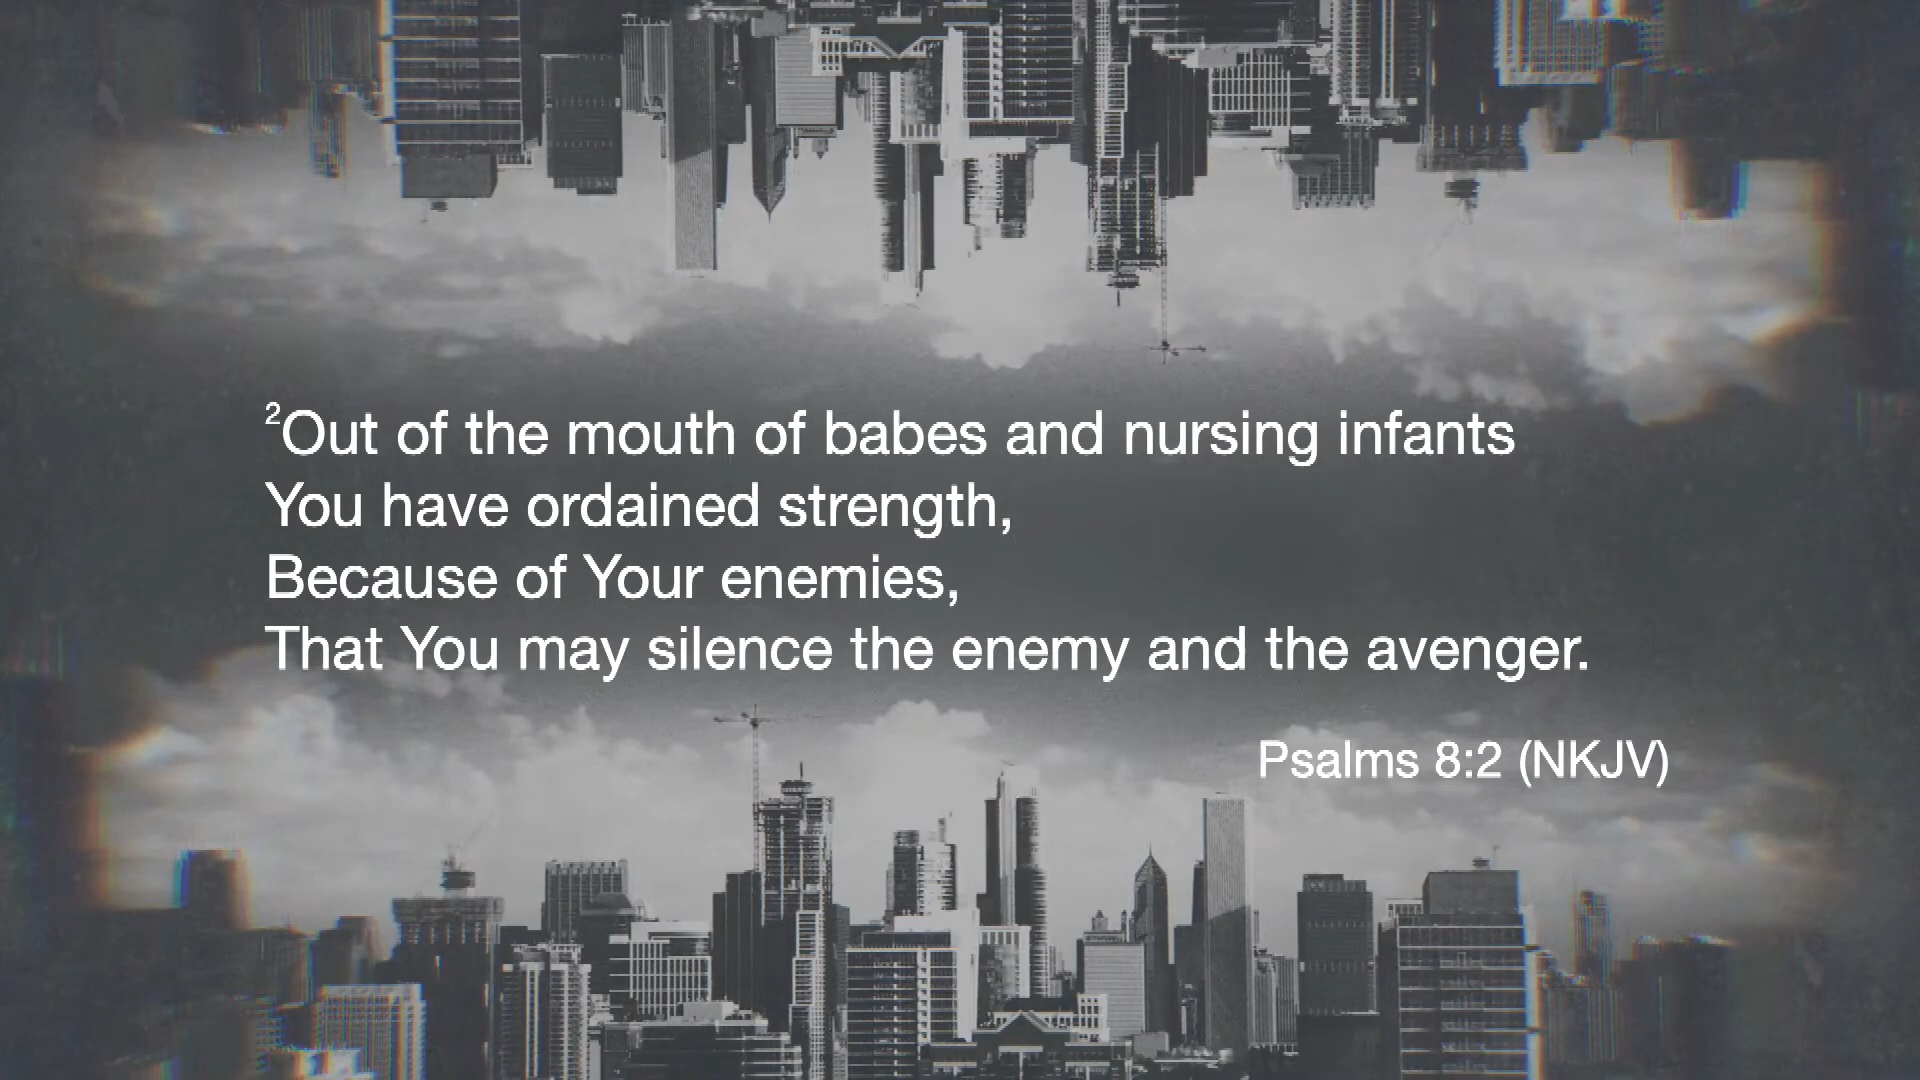 ²Out of the mouth of babes and nursing infants
You have ordained strength,
Because of Your enemies,
That You may silence the enemy and the avenger.
Psalms 8:2 (NKJV)